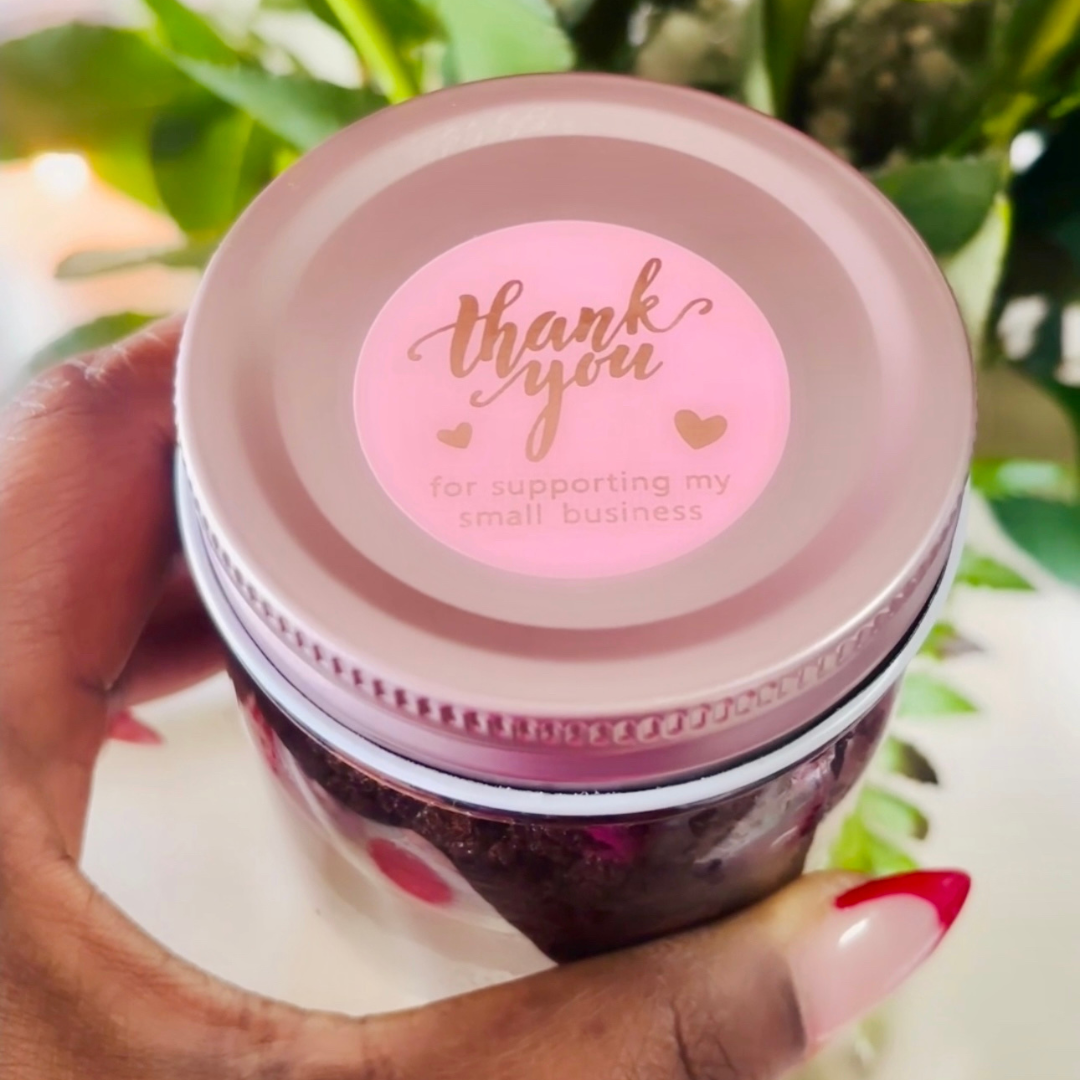 thank
you
for supporting my
small business